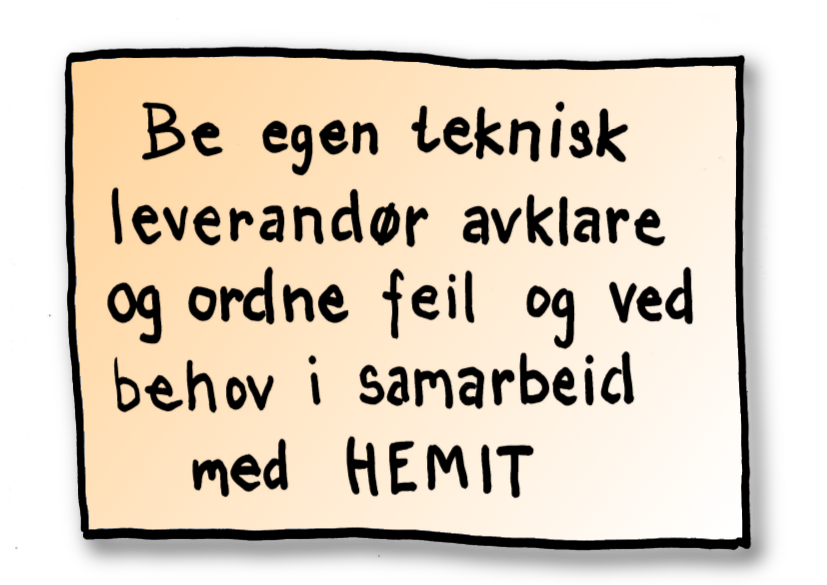 Be egen teknisk
leverandør avklare
og ordne feil og ved
behov i samarbeid
med HEMIT